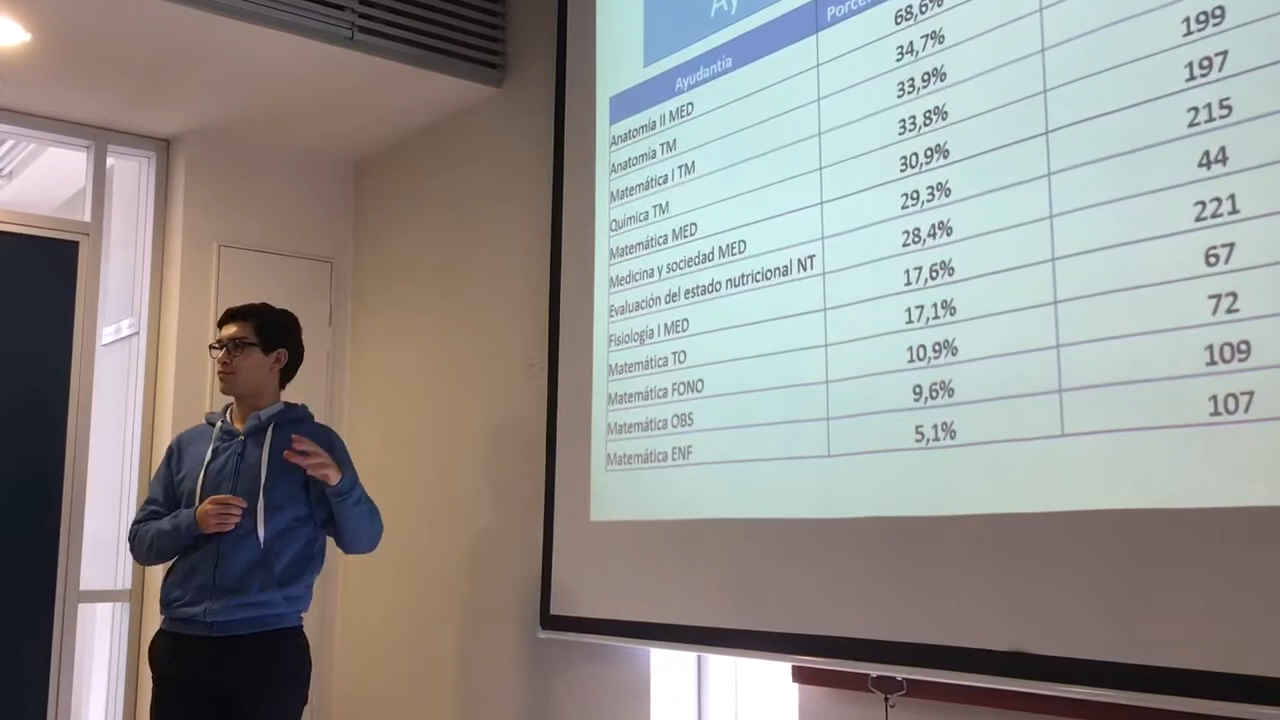 Ay
Ayudantía Porce
Anatomía II MED 68,6%
Anatomía TM 34,7%
Matemática I TM 33,9%
Química TM 33,8% 199
Matemática MED 30,9% 197
Medicina y sociedad MED 29,3% 215
Evaluación del estado nutricional NT 28,4% 44
Fisiología I MED 17,6% 221
Matemática TO 17,1% 67
Matemática FONO 10,9% 72
Matemática OBS 9,6% 109
Matemática ENF 5,1% 107